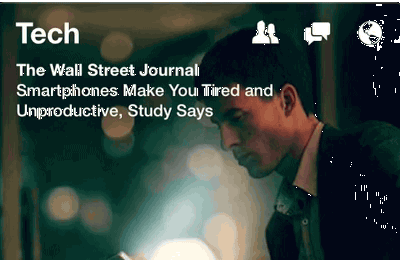 Tech
The Wall Street Journal
Smartphones Make You Tired and
Unproductive, Study Says